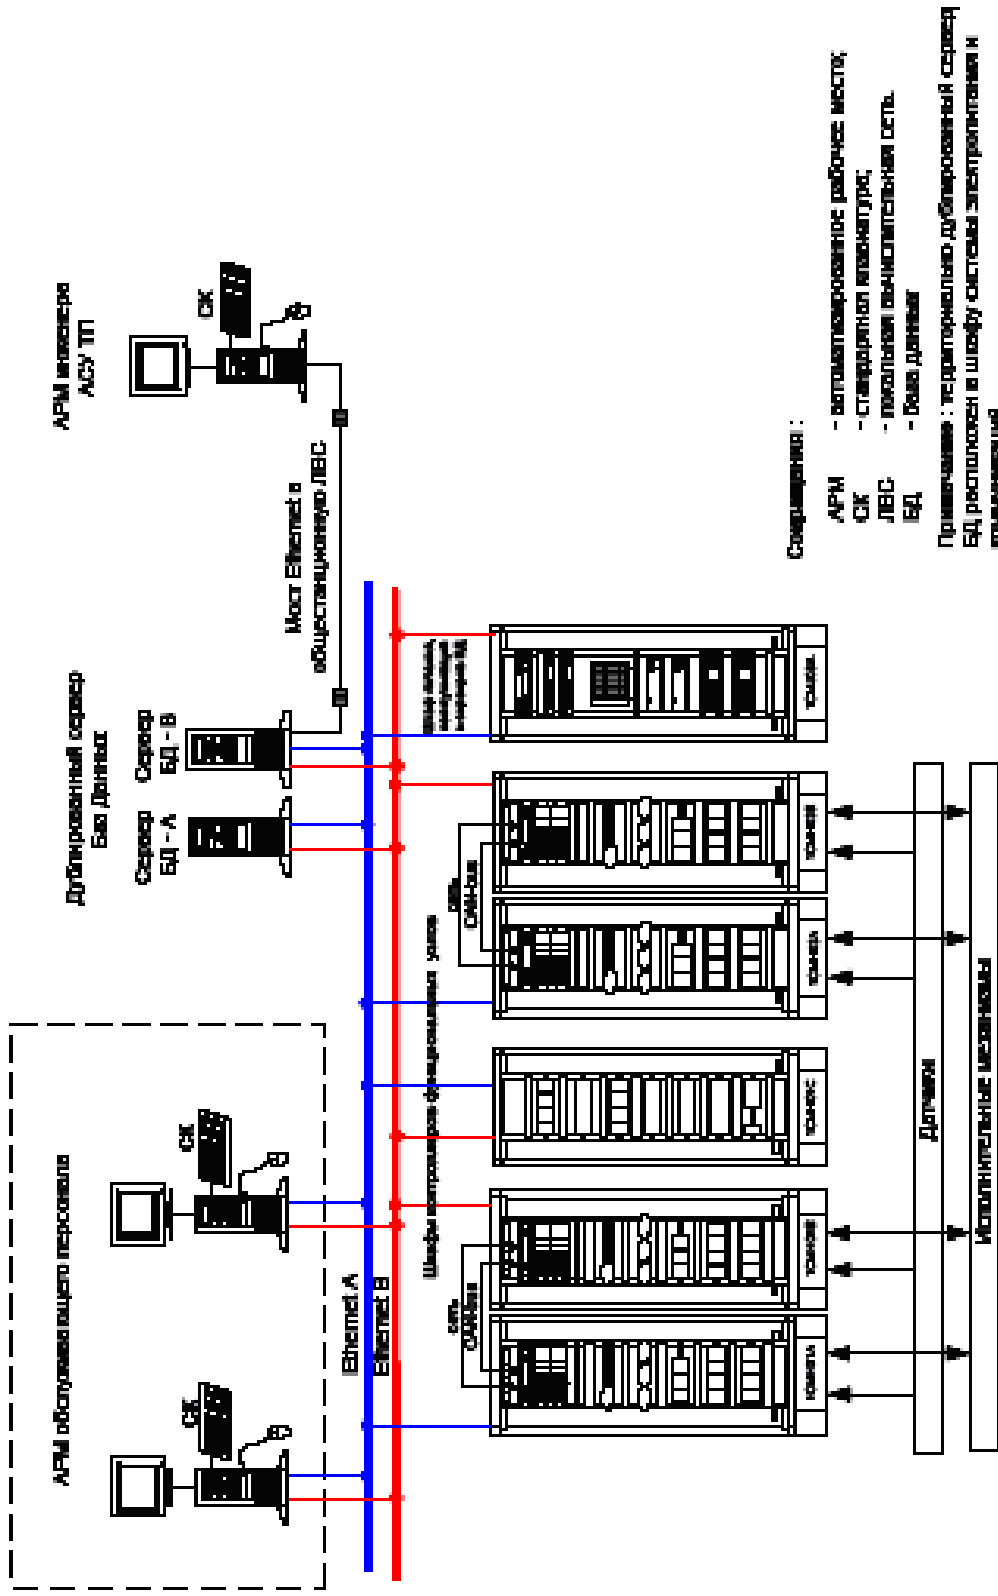 АРМ обслуживающего персонала
СК
СК
Дублированный сервер
Баз Данных
Сервер
БД - А
Сервер
БД - В
АРМ инженера
АСУ ТП
СК
Мост Ethernet в
общестанционную ЛВС
Ethernet A
Ethernet B
Шкафы контроллеров функциональных узлов
сеть
CAN-bus
сеть
CAN-bus
Датчики
Исполнительные механизмы
Сокращения :
АРМ - автоматизированное рабочее место;
СК - стандартная клавиатура;
ЛВС - локальная вычислительная сеть.
БД - база данных
Примечание : территориально дублированный сервер
БД расположен в шкафу системы электропитания и